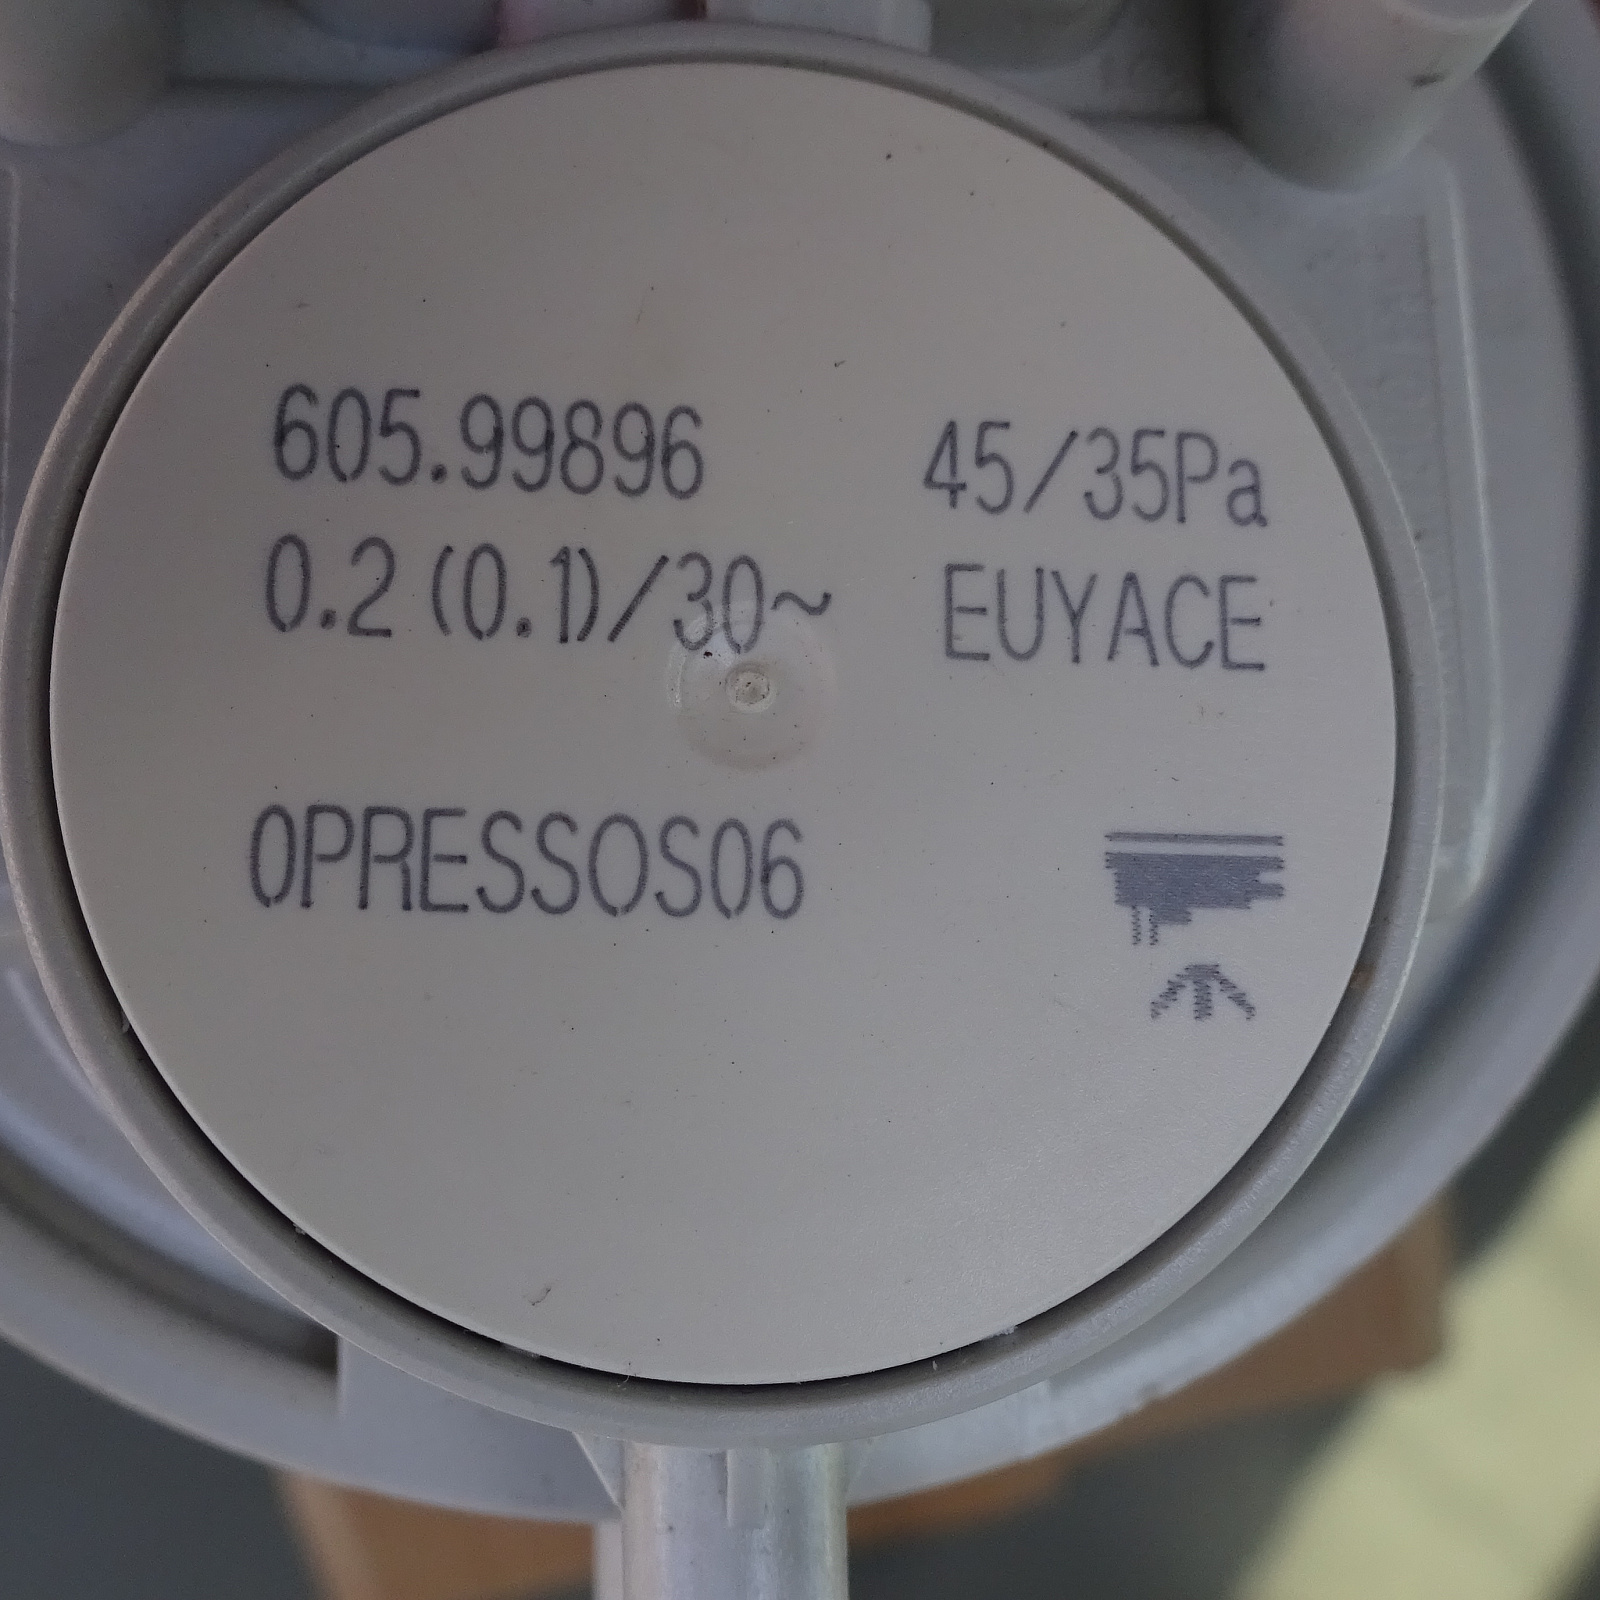 605.99896 45/35Pa
0.2 (0.1)/30~ EUYACE
0PRESSOS06